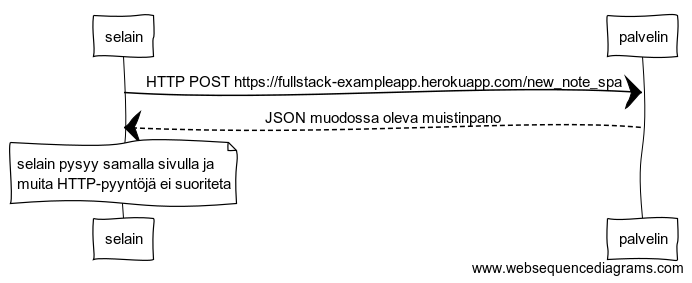 selain
palvelin
HTTP POST https://fullstack-exampleapp.herokuapp.com/new_note_spa
JSON muodossa oleva muistinpano
selain pysyy samalla sivulla ja
muita HTTP-pyyntöjä ei suoriteta
selain
palvelin
www.websequencediagrams.com